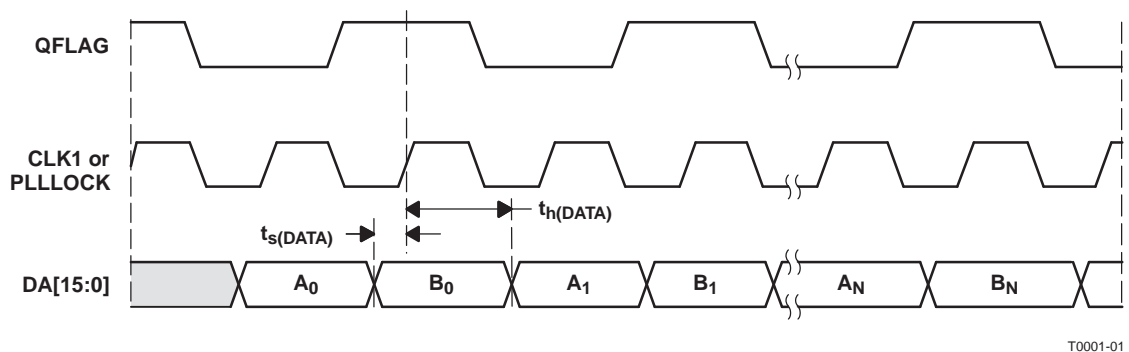 QFLAG
CLK1 or
PLLLOCK
th(DATA)
ts(DATA)
DA[15:0]
A0
B0
A1
B1
AN
BN
T0001-01